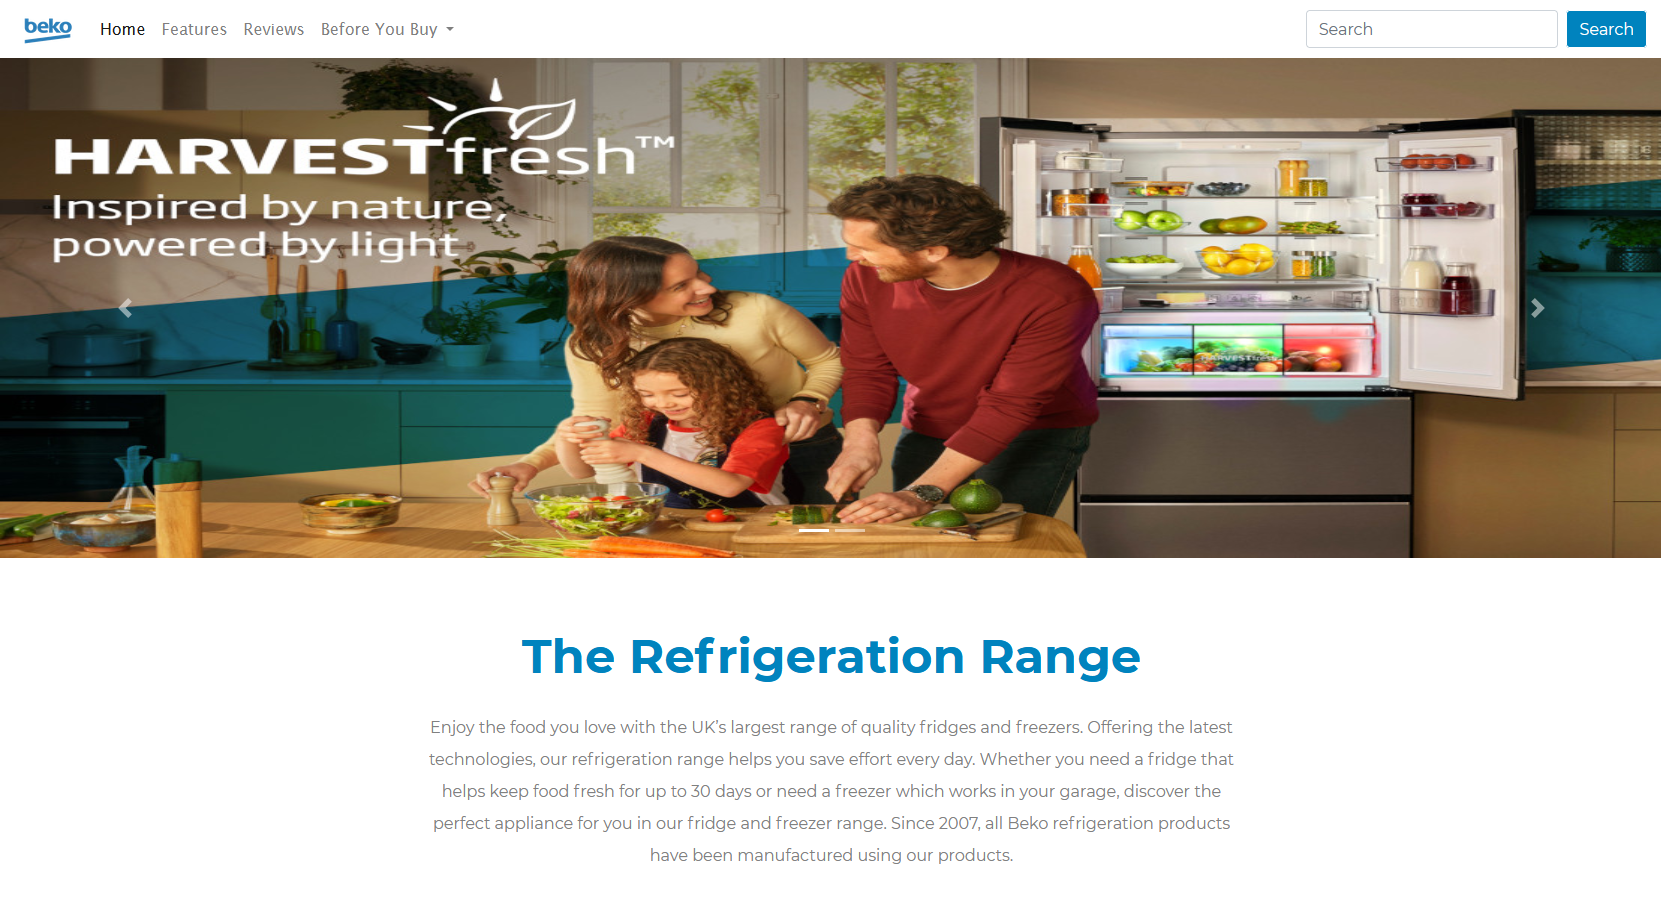 beko
Home Features Reviews Before You Buy
Search
Search
HARVESTfresh™
Inspired by nature,
powered by light
HARVESTfresh
The Refrigeration Range
Enjoy the food you love with the UK’s largest range of quality fridges and freezers. Offering the latest
technologies, our refrigeration range helps you save effort every day. Whether you need a fridge that
helps keep food fresh for up to 30 days or need a freezer which works in your garage, discover the
perfect appliance for you in our fridge and freezer range. Since 2007, all Beko refrigeration products
have been manufactured using our products.